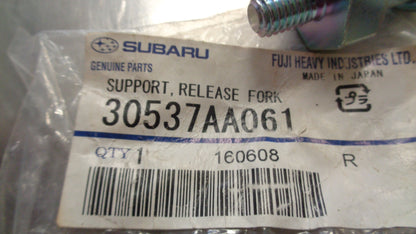 SUBARU
FUJI HEAVY INDUSTRIES LTD.
GENUINE PARTS
MADE IN JAPAN
SUPPORT, RELEASE FORK
30537AA061
QTY 1 160608 R